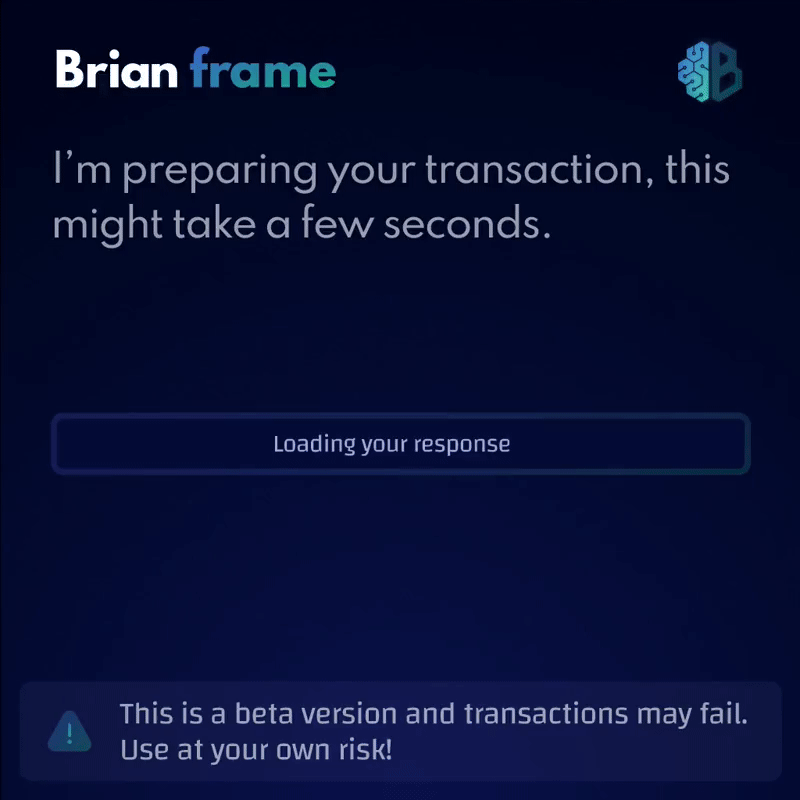 Brian frame
I’m preparing your transaction, this
might take a few seconds.
Loading your response
This is a beta version and transactions may fail.
Use at your own risk!